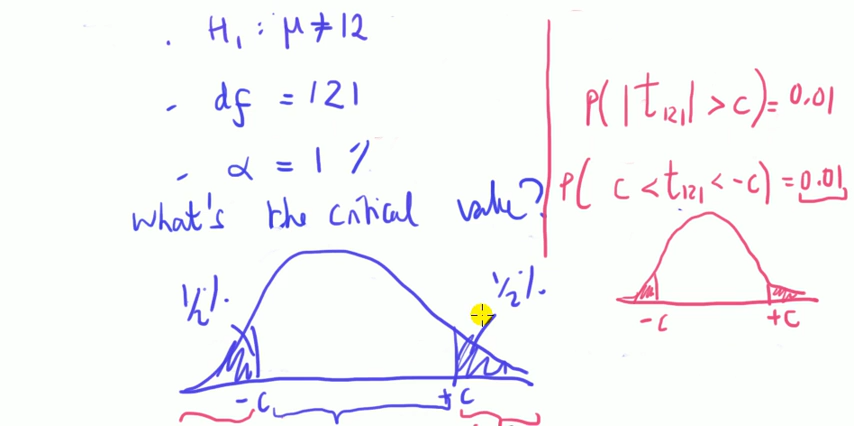 . H₁ : μ ≠ 12
- df = 121
- α = 1 %
what's the critical value?
½%.
½%.
- c
+ c
P( |t₁₂₁| > c) = 0.01
P( c < t₁₂₁ < -c) = 0.01
- c
+c